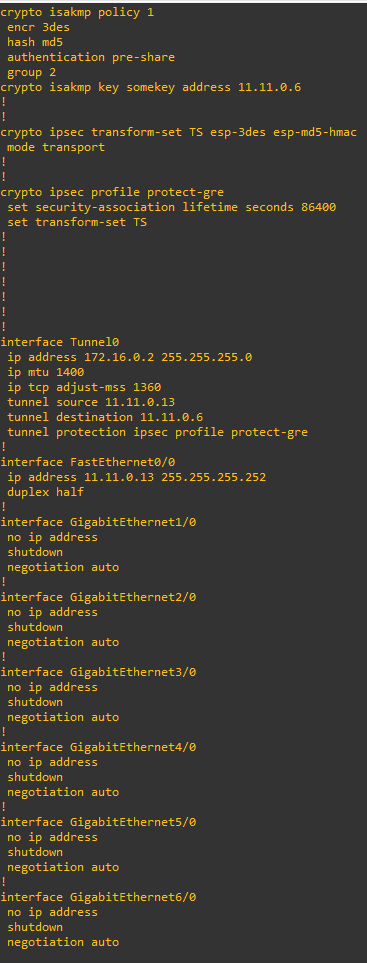 crypto isakmp policy 1
 encr 3des
 hash md5
 authentication pre-share
 group 2
crypto isakmp key somekey address 11.11.0.6
!
!
crypto ipsec transform-set TS esp-3des esp-md5-hmac
 mode transport
!
!
crypto ipsec profile protect-gre
 set security-association lifetime seconds 86400
 set transform-set TS
!
!
!
!
!
!
!
interface Tunnel0
 ip address 172.16.0.2 255.255.255.0
 ip mtu 1400
 ip tcp adjust-mss 1360
 tunnel source 11.11.0.13
 tunnel destination 11.11.0.6
 tunnel protection ipsec profile protect-gre
!
interface FastEthernet0/0
 ip address 11.11.0.13 255.255.255.252
 duplex half
!
interface GigabitEthernet1/0
 no ip address
 shutdown
 negotiation auto
!
interface GigabitEthernet2/0
 no ip address
 shutdown
 negotiation auto
!
interface GigabitEthernet3/0
 no ip address
 shutdown
 negotiation auto
!
interface GigabitEthernet4/0
 no ip address
 shutdown
 negotiation auto
!
interface GigabitEthernet5/0
 no ip address
 shutdown
 negotiation auto
!
interface GigabitEthernet6/0
 no ip address
 shutdown
 negotiation auto